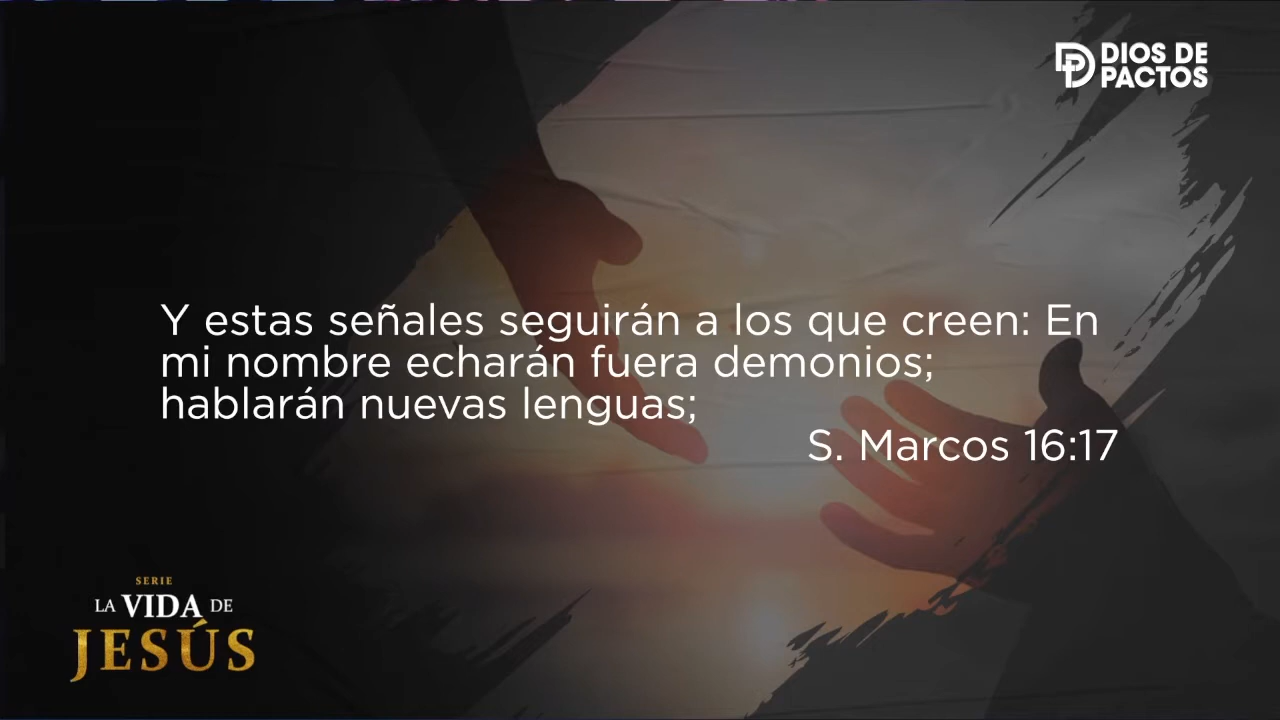 DIOS DE
PACTOS
Y estas señales seguirán a los que creen: En
mi nombre echarán fuera demonios;
hablarán nuevas lenguas;
S. Marcos 16:17
SERIE
LA VIDA DE
JESÚS